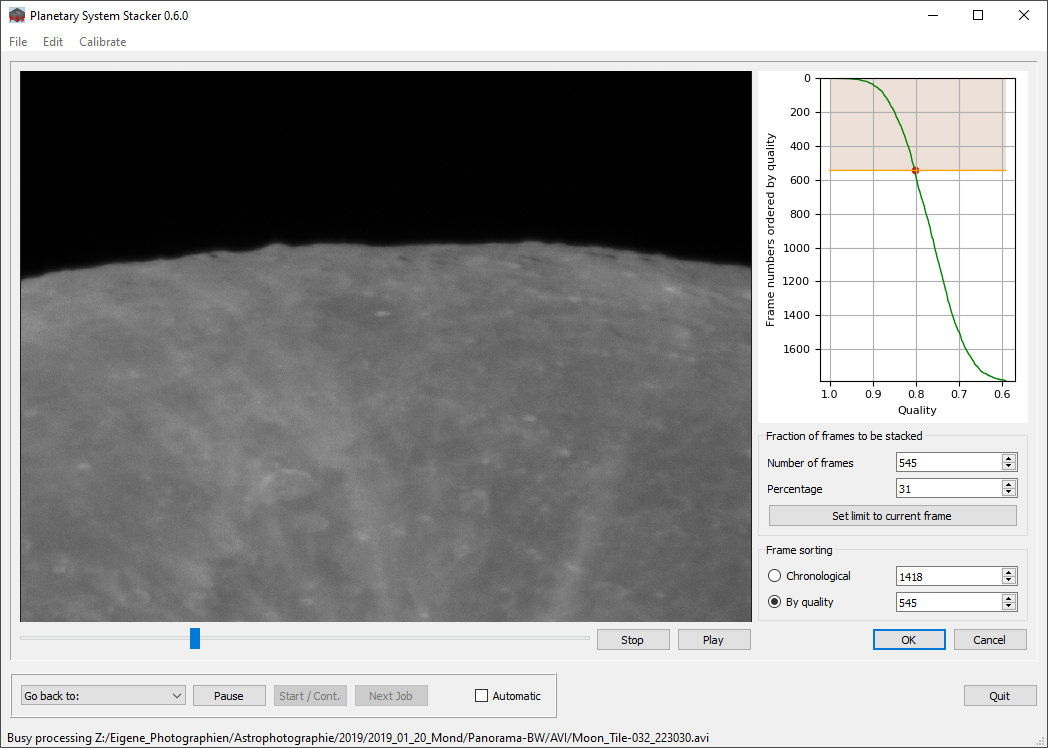 Planetary System Stacker 0.6.0
File Edit Calibrate
0
200
400
600
800
1000
1200
1400
1600
Frame numbers ordered by quality
1.0 0.9 0.8 0.7 0.6
Quality
Fraction of frames to be stacked
Number of frames 545
Percentage 31
Set limit to current frame
Frame sorting
Chronological 1418
By quality 545
Stop Play OK Cancel
Go back to: Pause Start / Cont. Next Job Automatic Quit
Busy processing Z:/Eigene_Photographien/Astrophotographie/2019/2019_01_20_Mond/Panorama-BW/AVI/Moon_Tile-032_223030.avi